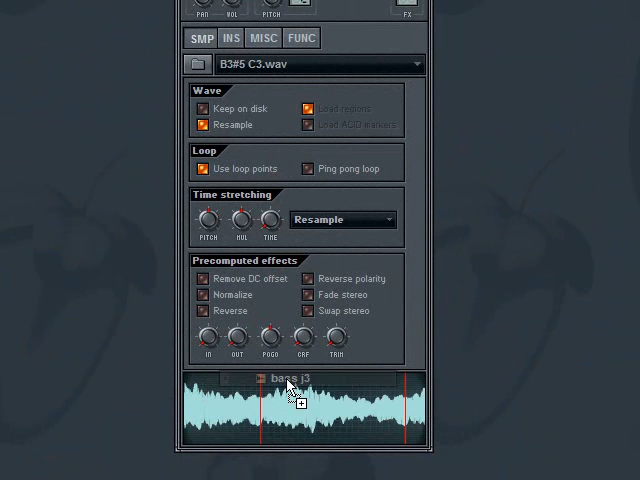 PAN VOL PITCH FX
SMP INS MISC FUNC
B3#5 C3.wav
Wave
Keep on disk Load regions
Resample Load ACID markers
Loop
Use loop points Ping pong loop
Time stretching
Resample
PITCH MUL TIME
Precomputed effects
Remove DC offset Reverse polarity
Normalize Fade stereo
Reverse Swap stereo
IN OUT POGO CRF TRIM
bass j3